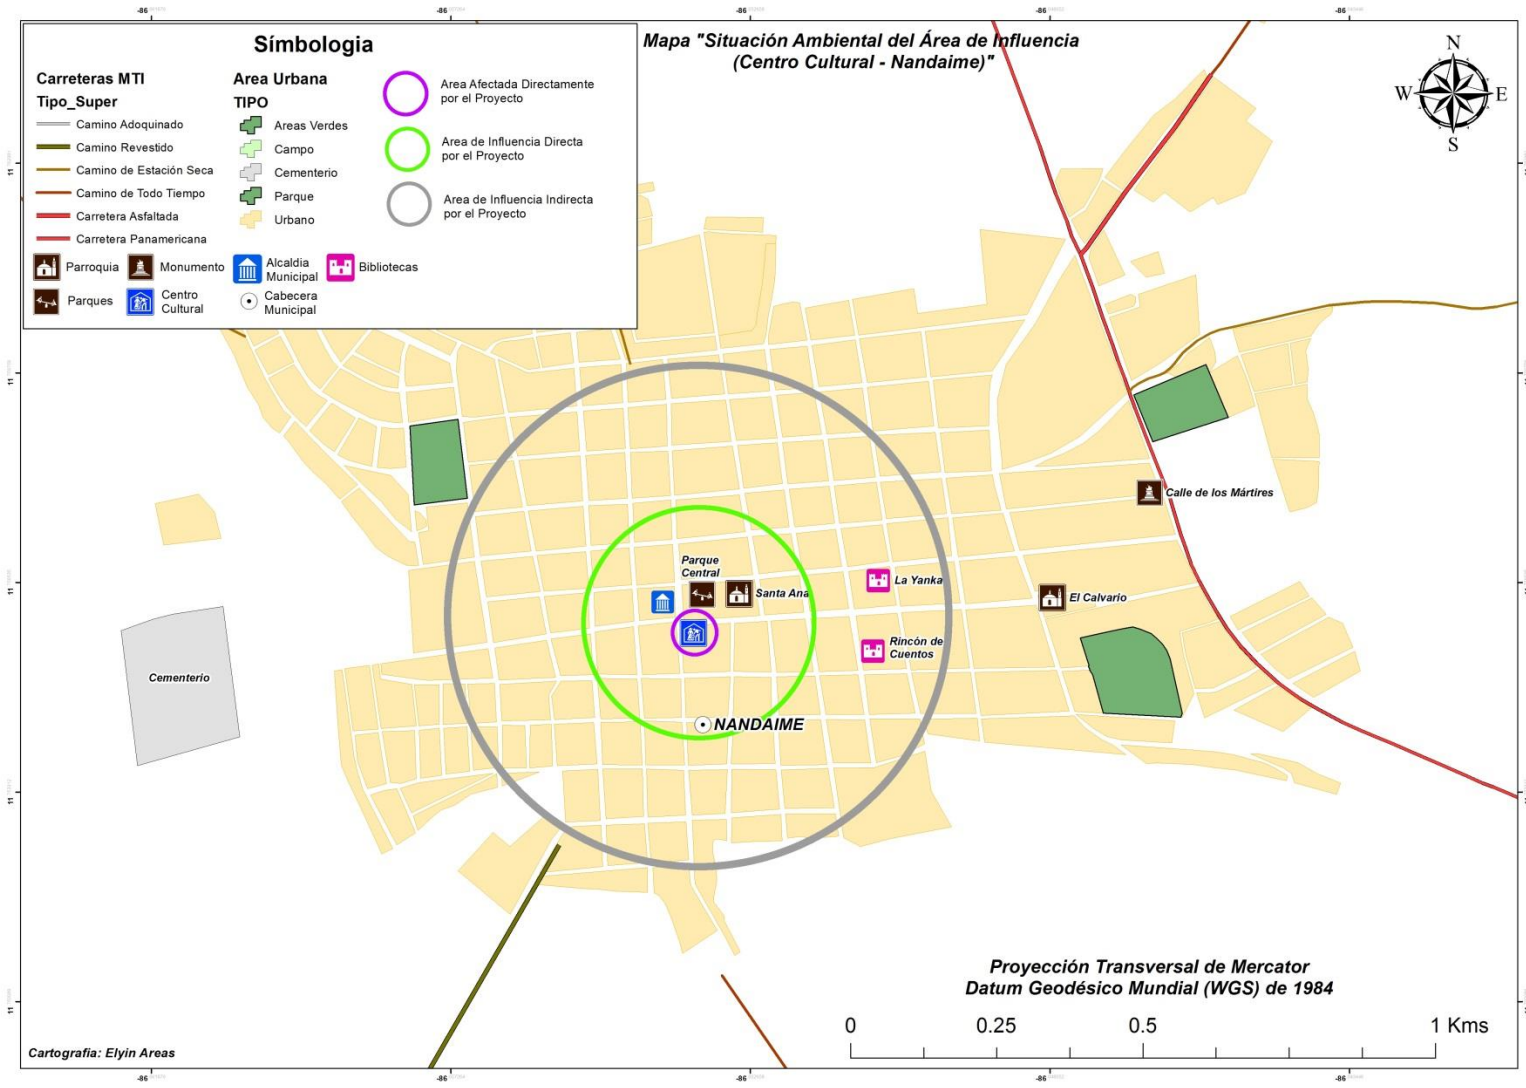 Símbologia
Carreteras MTI
Tipo_Super
Camino Adoquinado
Camino Revestido
Camino de Estación Seca
Camino de Todo Tiempo
Carretera Asfaltada
Carretera Panamericana
Area Urbana
TIPO
Areas Verdes
Campo
Cementerio
Parque
Urbano
Area Afectada Directamente
por el Proyecto
Area de Influencia Directa
por el Proyecto
Area de Influencia Indirecta
por el Proyecto
Parroquia
Monumento
Alcaldia
Municipal
Bibliotecas
Parques
Centro
Cultural
Cabecera
Municipal
Mapa "Situación Ambiental del Área de Influencia
(Centro Cultural - Nandaime)"
N
W
E
S
Calle de los Mártires
Parque
Central
Santa Ana
La Yanka
El Calvario
Rincón de
Cuentos
Cementerio
NANDAIME
Proyección Transversal de Mercator
Datum Geodésico Mundial (WGS) de 1984
0 0.25 0.5 1 Kms
Cartografia: Elyin Areas